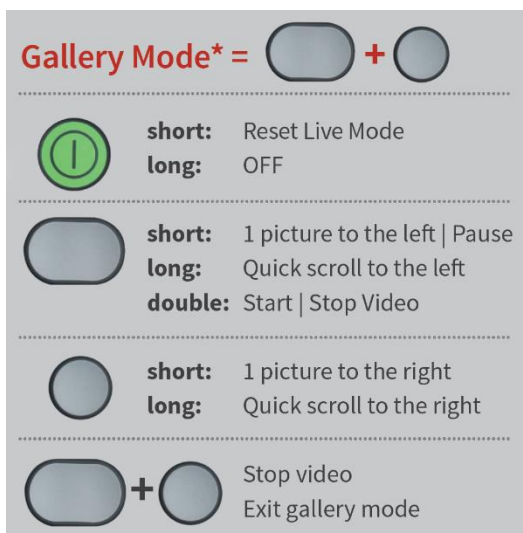 Gallery Mode* = +
short: Reset Live Mode
long: OFF
short: 1 picture to the left | Pause
long: Quick scroll to the left
double: Start | Stop Video
short: 1 picture to the right
long: Quick scroll to the right
+ Stop video
Exit gallery mode